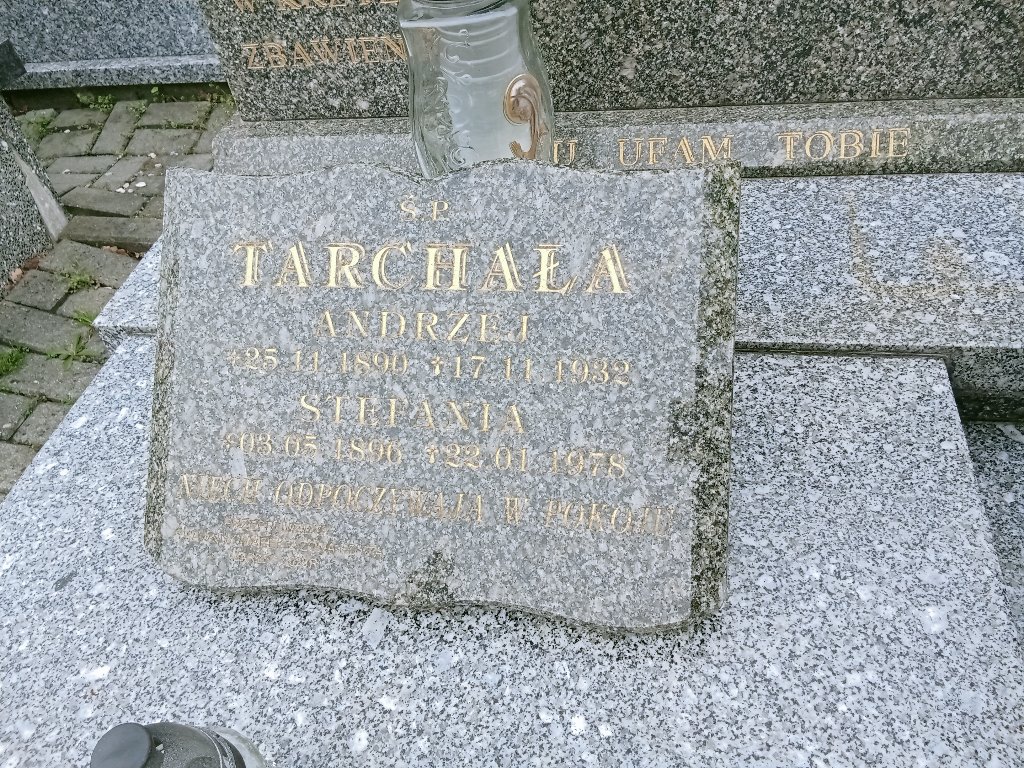 W KRZYŻU
ZBAWIEN
UFAM TOBIE
Ś.P.
TARCHAŁA
ANDRZEJ
*25.11.1890 †17.11.1932
STEFANIA
*03.05.1896 †22.01.1978
NIECH ODPOCZYWAJĄ W POKOJU